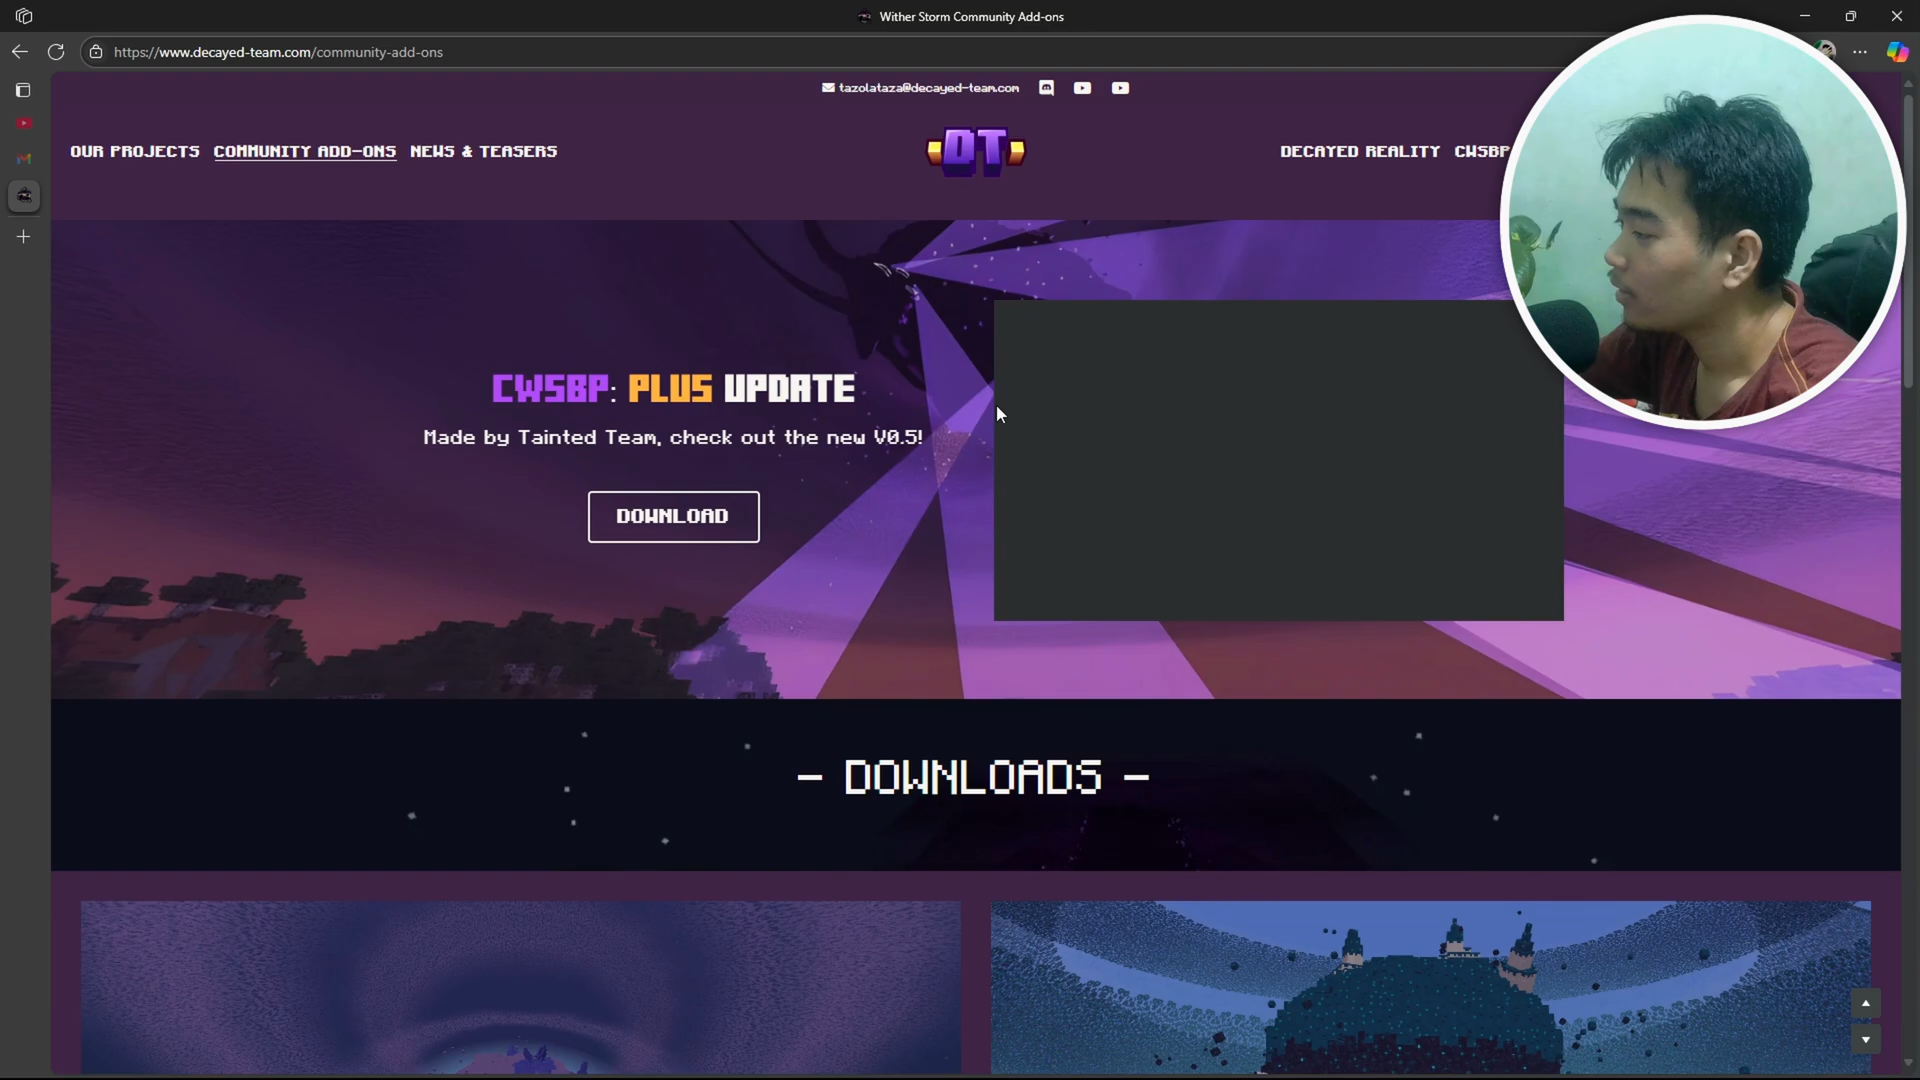 Wither Storm Community Add-ons
https://www.decayed-team.com/community-add-ons
tazolataza@decayed-team.com
OUR PROJECTS COMMUNITY ADD-ONS NEWS & TEASERS
DT
DECAYED REALITY CWSBP
CWSBP: PLUS UPDATE
Made by Tainted Team, check out the new V0.5!
DOWNLOAD
- DOWNLOADS -